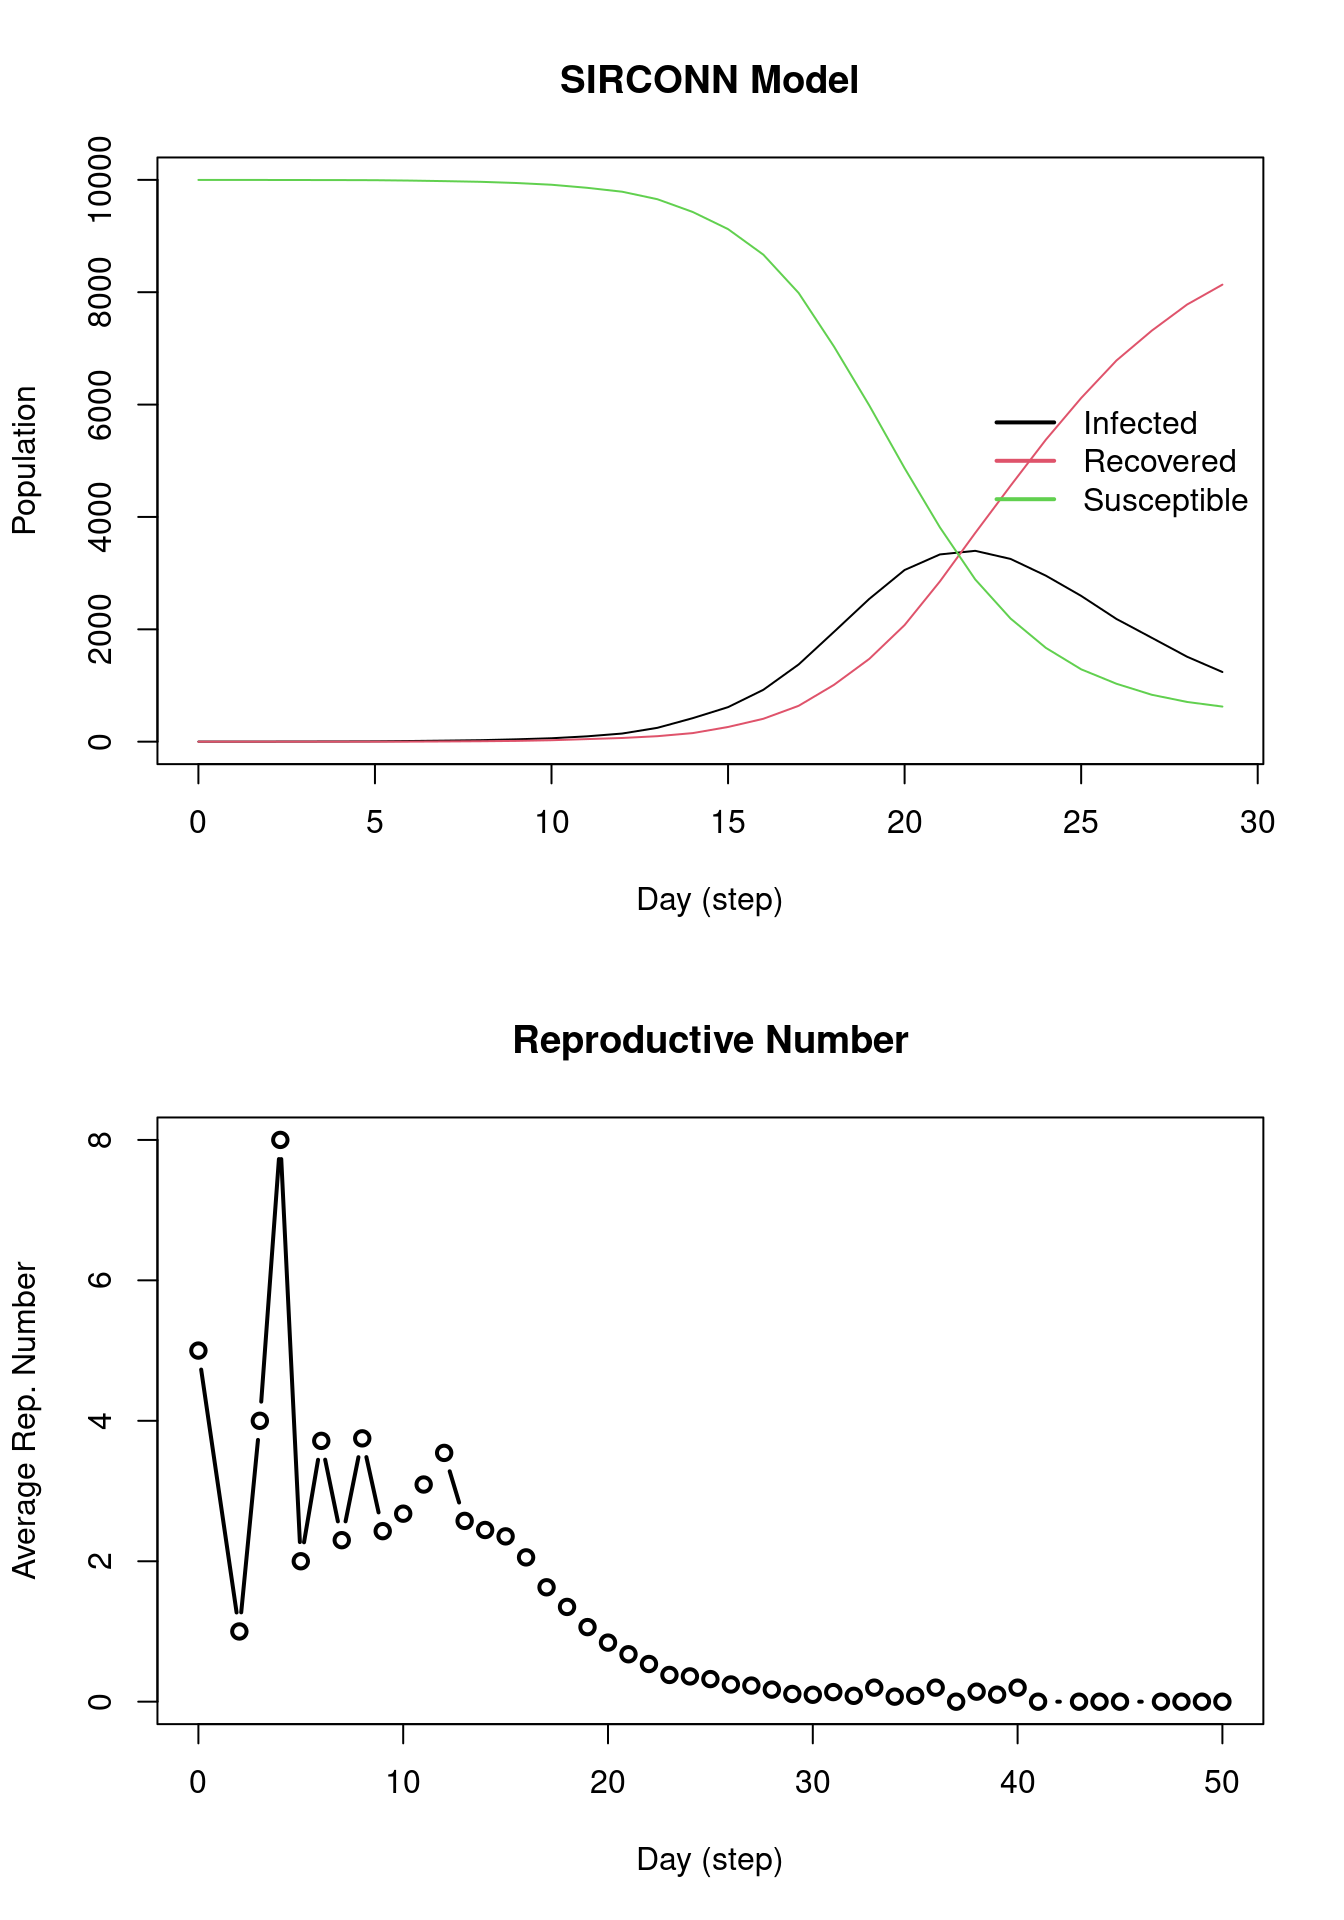 SIRCONN Model
Population
10000
8000
6000
4000
2000
0
Infected
Recovered
Susceptible
0 5 10 15 20 25 30
Day (step)
Reproductive Number
Average Rep. Number
8
6
4
2
0
0 10 20 30 40 50
Day (step)